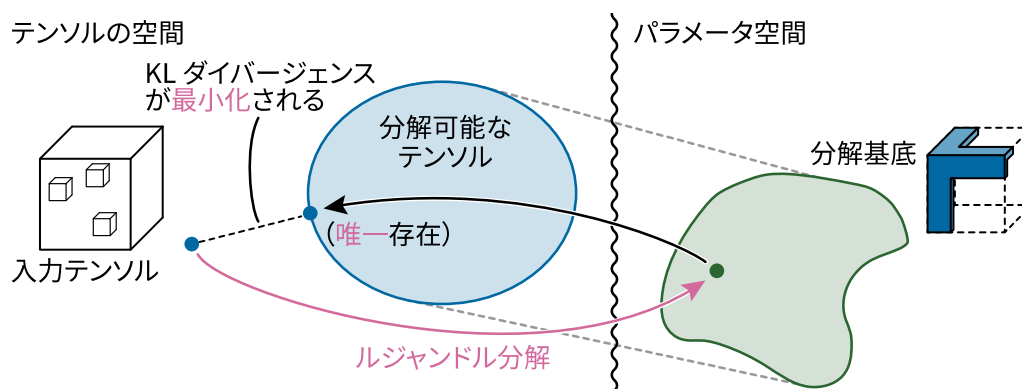 テンソルの空間
パラメータ空間
KL ダイバージェンス
が最小化される
分解可能な
テンソル
分解基底
(唯一存在)
入力テンソル
ルジャンドル分解